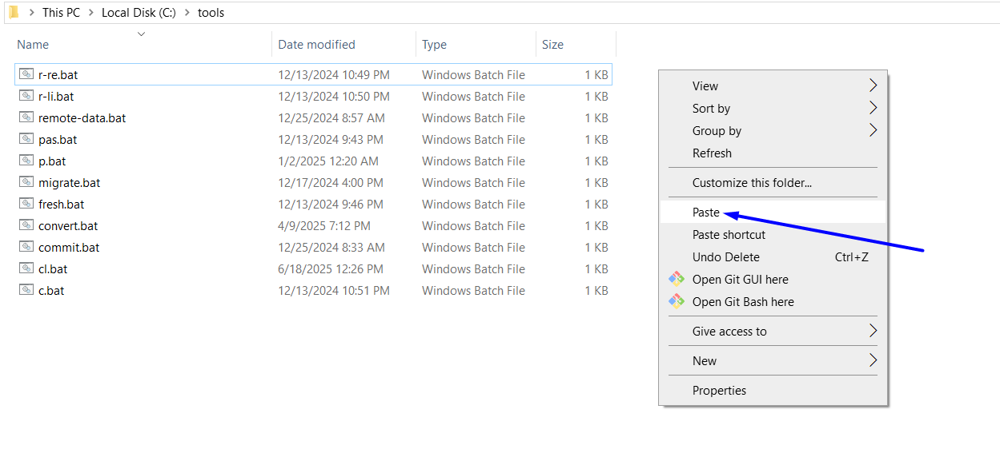 This PC > Local Disk (C:) > tools
Name Date modified Type Size
r-re.bat 12/13/2024 10:49 PM Windows Batch File 1 KB
r-li.bat 12/13/2024 10:50 PM Windows Batch File 1 KB
remote-data.bat 12/25/2024 8:57 AM Windows Batch File 1 KB
pas.bat 12/13/2024 9:43 PM Windows Batch File 1 KB
p.bat 1/2/2025 12:20 AM Windows Batch File 1 KB
migrate.bat 12/17/2024 4:00 PM Windows Batch File 1 KB
fresh.bat 12/13/2024 9:46 PM Windows Batch File 1 KB
convert.bat 4/9/2025 7:12 PM Windows Batch File 1 KB
commit.bat 12/25/2024 8:33 AM Windows Batch File 1 KB
cl.bat 6/18/2025 12:26 PM Windows Batch File 1 KB
c.bat 12/13/2024 10:51 PM Windows Batch File 1 KB
View
Sort by
Group by
Refresh
Customize this folder...
Paste
Paste shortcut
Undo Delete Ctrl+Z
Open Git GUI here
Open Git Bash here
Give access to
New
Properties